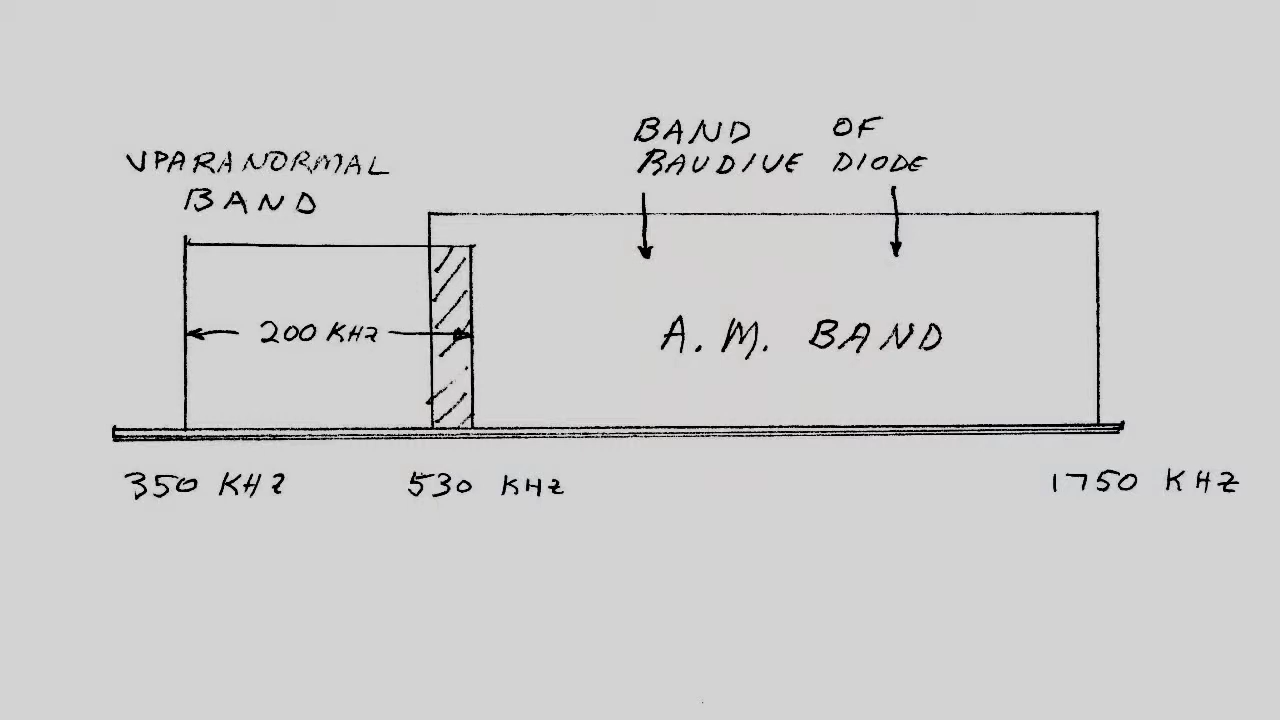 VPARANORMAL
BAND
BAND OF
RAUDIVE DIODE
200 KHZ
A.M. BAND
350 KHZ
530 KHZ
1750 KHZ